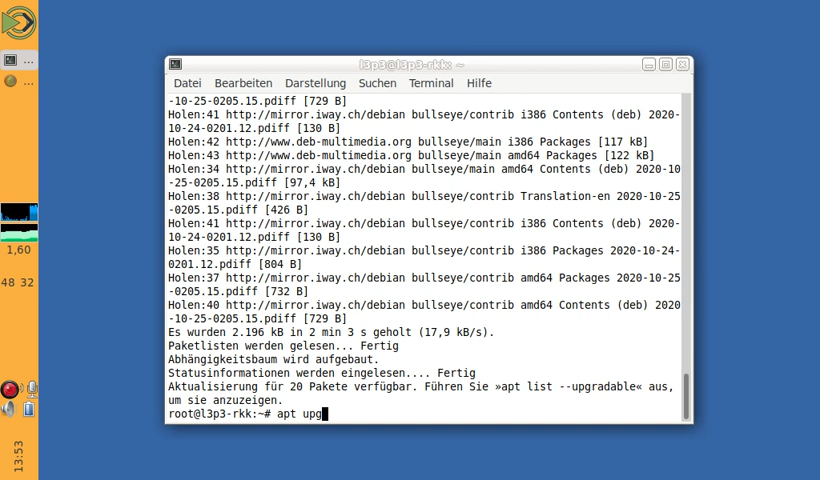 ...
...
1,60
48 32
13:53
l3p3@l3p3-rkk: ~
Datei Bearbeiten Darstellung Suchen Terminal Hilfe
-10-25-0205.15.pdiff [729 B]
Holen:41 http://mirror.iway.ch/debian bullseye/contrib i386 Contents (deb) 2020-
10-24-0201.12.pdiff [130 B]
Holen:42 http://www.deb-multimedia.org bullseye/main i386 Packages [117 kB]
Holen:43 http://www.deb-multimedia.org bullseye/main amd64 Packages [122 kB]
Holen:34 http://mirror.iway.ch/debian bullseye/main amd64 Contents (deb) 2020-10
-25-0205.15.pdiff [97,4 kB]
Holen:38 http://mirror.iway.ch/debian bullseye/contrib Translation-en 2020-10-25
-0205.15.pdiff [426 B]
Holen:41 http://mirror.iway.ch/debian bullseye/contrib i386 Contents (deb) 2020-
10-24-0201.12.pdiff [130 B]
Holen:35 http://mirror.iway.ch/debian bullseye/contrib i386 Packages 2020-10-24-
0201.12.pdiff [804 B]
Holen:37 http://mirror.iway.ch/debian bullseye/contrib amd64 Packages 2020-10-25
-0205.15.pdiff [732 B]
Holen:40 http://mirror.iway.ch/debian bullseye/contrib amd64 Contents (deb) 2020
-10-25-0205.15.pdiff [729 B]
Es wurden 2.196 kB in 2 min 3 s geholt (17,9 kB/s).
Paketlisten werden gelesen... Fertig
Abhängigkeitsbaum wird aufgebaut.
Statusinformationen werden eingelesen.... Fertig
Aktualisierung für 20 Pakete verfügbar. Führen Sie »apt list --upgradable« aus,
um sie anzuzeigen.
root@l3p3-rkk:~# apt upg